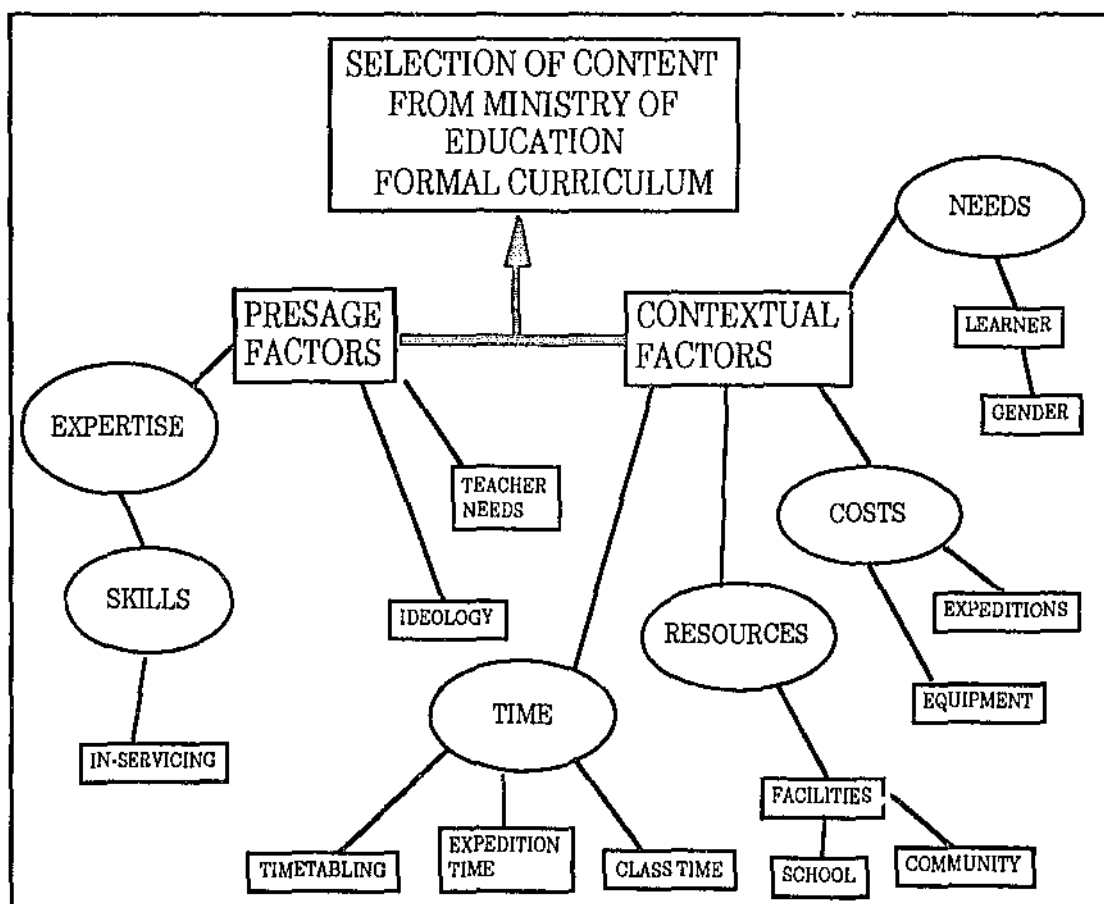 SELECTION OF CONTENT
FROM MINISTRY OF
EDUCATION
FORMAL CURRICULUM
NEEDS
PRESAGE
FACTORS
CONTEXTUAL
FACTORS
LEARNER
GENDER
EXPERTISE
TEACHER
NEEDS
COSTS
SKILLS
IDEOLOGY
RESOURCES
EXPEDITIONS
TIME
EQUIPMENT
IN-SERVICING
FACILITIES
TIMETABLING
EXPEDITION
TIME
CLASS TIME
SCHOOL
COMMUNITY